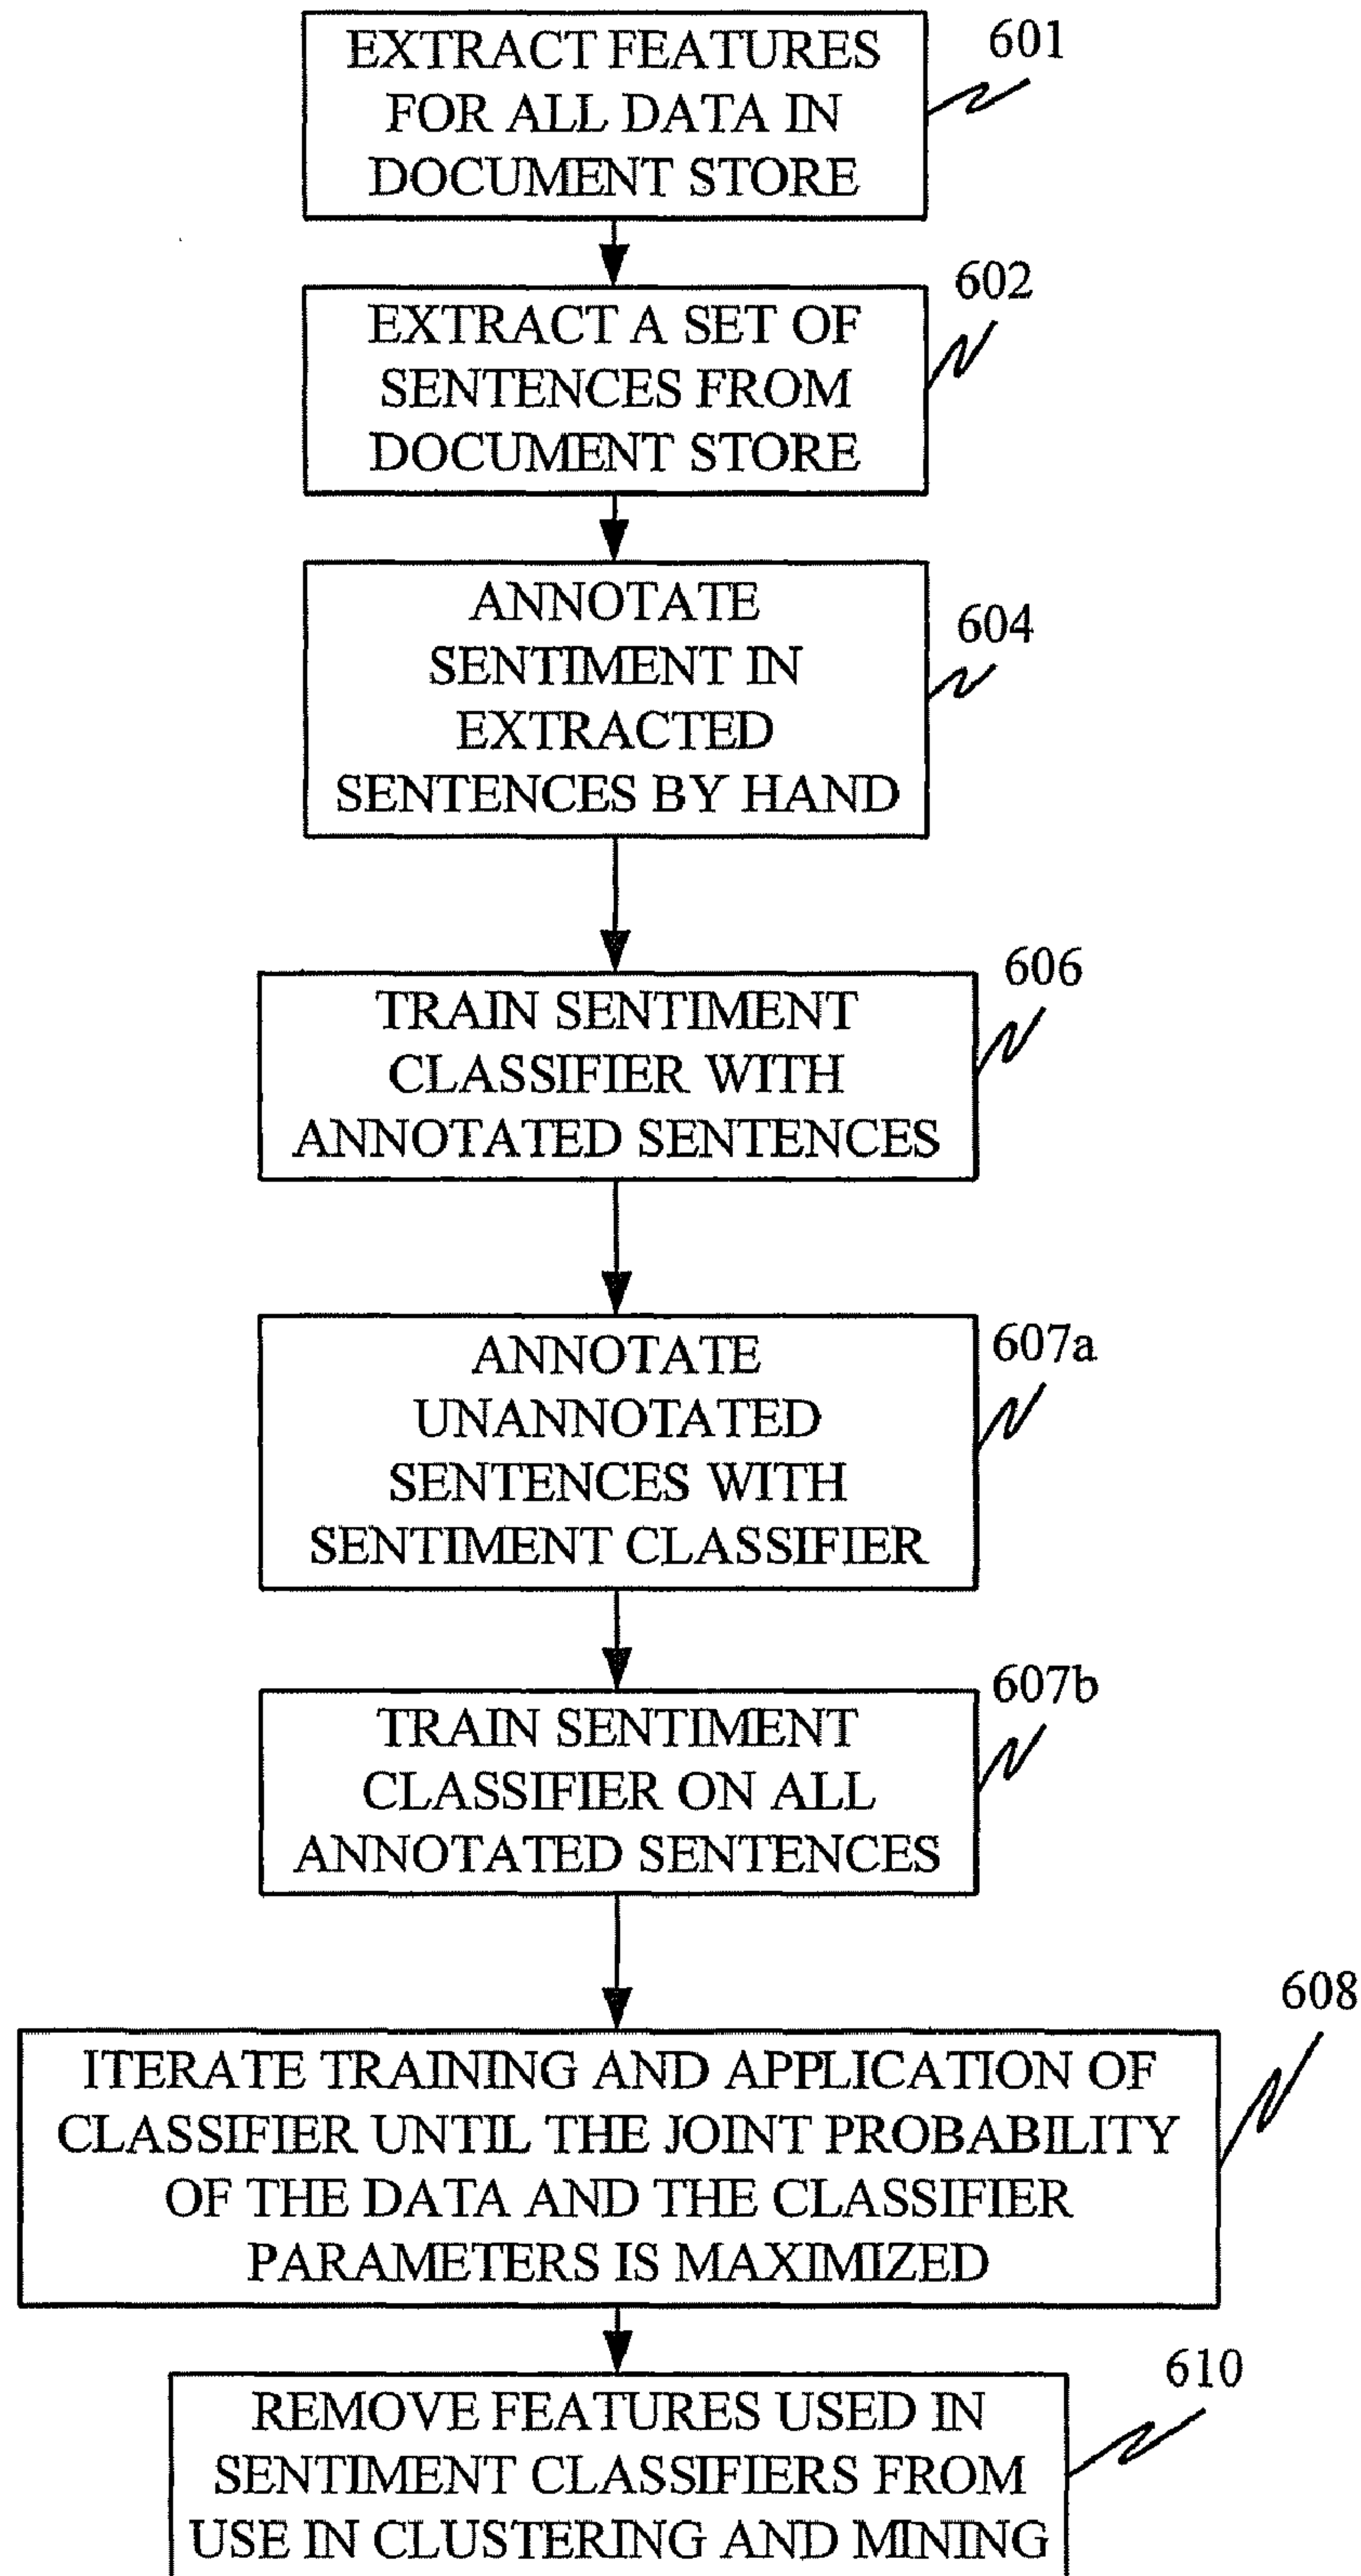 EXTRACT FEATURES
FOR ALL DATA IN
DOCUMENT STORE
601
EXTRACT A SET OF
SENTENCES FROM
DOCUMENT STORE
602
ANNOTATE
SENTIMENT IN
EXTRACTED
SENTENCES BY HAND
604
TRAIN SENTIMENT
CLASSIFIER WITH
ANNOTATED SENTENCES
606
ANNOTATE
UNANNOTATED
SENTENCES WITH
SENTIMENT CLASSIFIER
607a
TRAIN SENTIMENT
CLASSIFIER ON ALL
ANNOTATED SENTENCES
607b
ITERATE TRAINING AND APPLICATION OF
CLASSIFIER UNTIL THE JOINT PROBABILITY
OF THE DATA AND THE CLASSIFIER
PARAMETERS IS MAXIMIZED
608
REMOVE FEATURES USED IN
SENTIMENT CLASSIFIERS FROM
USE IN CLUSTERING AND MINING
610